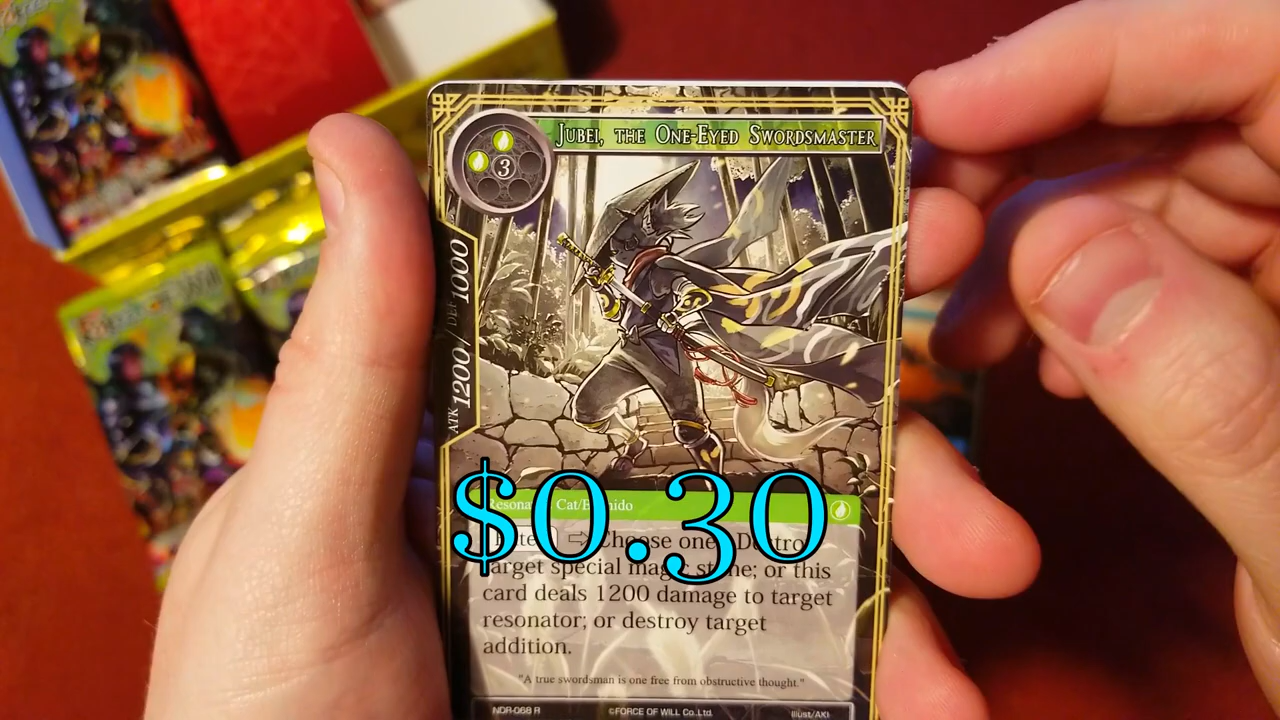 JUBEI, THE ONE-EYED SWORDSMASTER
3
ATK 1200 / DEF 1000
$0.30
Cat/
Choose one: Destroy
target special magic stone; or this
card deals 1200 damage to target
resonator; or destroy target
addition.
"A true swordsman is one free from obstructive thought."
NDR-068 R ©FORCE OF WILL Co.,Ltd. Illust/AKI